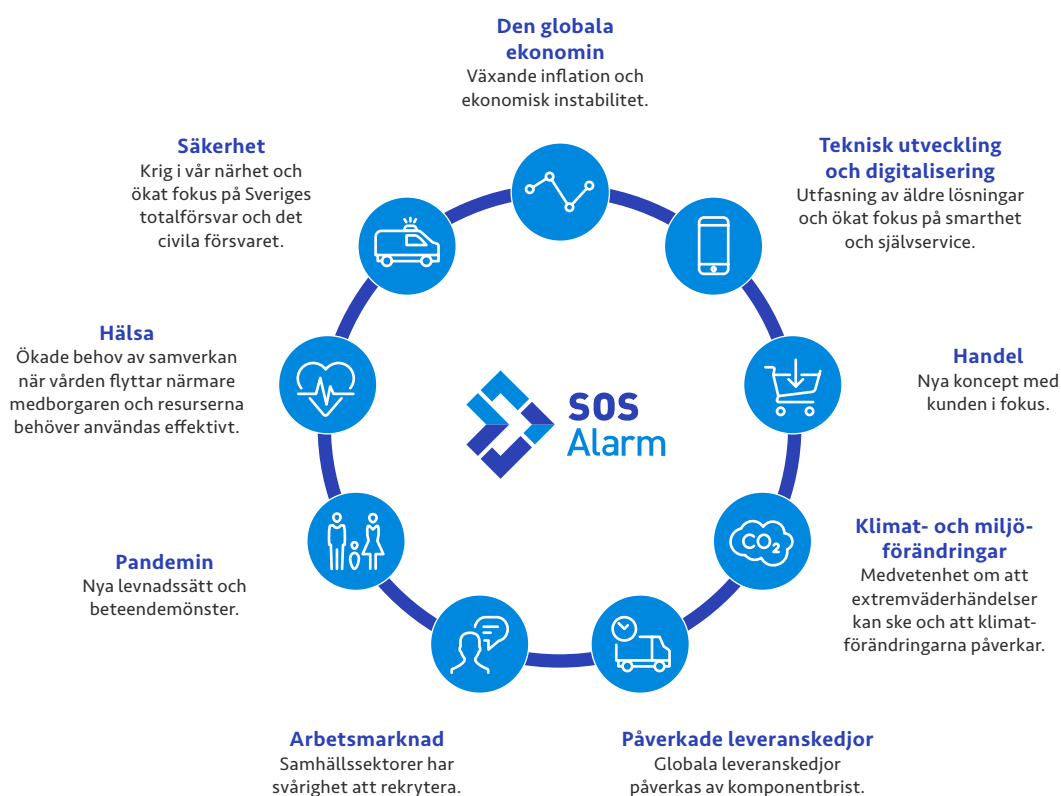 Den globala
ekonomin
Växande inflation och
ekonomisk instabilitet.
Teknisk utveckling
och digitalisering
Utfasning av äldre lösningar
och ökat fokus på smarthet
och självservice.
Handel
Nya koncept med
kunden i fokus.
Klimat- och miljö-
förändringar
Medvetenhet om att
extremväderhändelser
kan ske och att klimat-
förändringarna påverkar.
Påverkade leveranskedjor
Globala leveranskedjor
påverkas av komponentbrist.
Arbetsmarknad
Samhällssektorer har
svårighet att rekrytera.
Pandemin
Nya levnadssätt och
beteendemönster.
Hälsa
Ökade behov av samverkan
när vården flyttar närmare
medborgaren och resurserna
behöver användas effektivt.
Säkerhet
Krig i vår närhet och
ökat fokus på Sveriges
totalförsvar och det
civila försvaret.
SOS
Alarm
CO₂